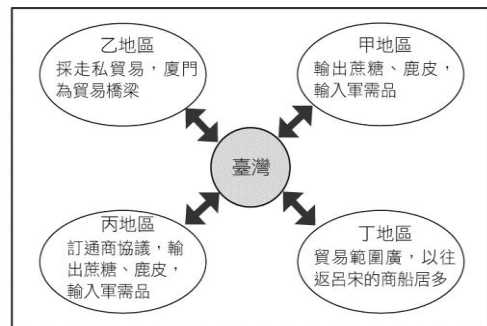 乙地區
採走私貿易，廈門
為貿易橋梁
甲地區
輸出蔗糖、鹿皮，
輸入軍需品
臺灣
丙地區
訂通商協議，輸
出蔗糖、鹿皮，
輸入軍需品
丁地區
貿易範圍廣，以往
返呂宋的商船居多